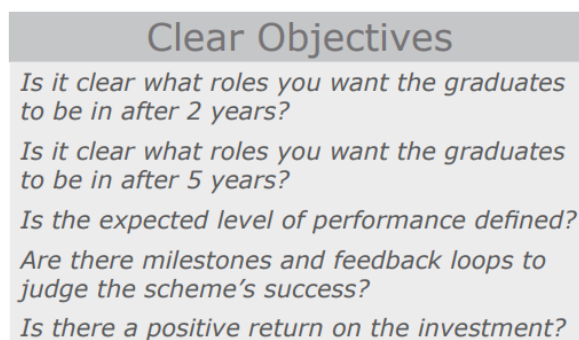 Clear Objectives
Is it clear what roles you want the graduates
to be in after 2 years?
Is it clear what roles you want the graduates
to be in after 5 years?
Is the expected level of performance defined?
Are there milestones and feedback loops to
judge the scheme’s success?
Is there a positive return on the investment?